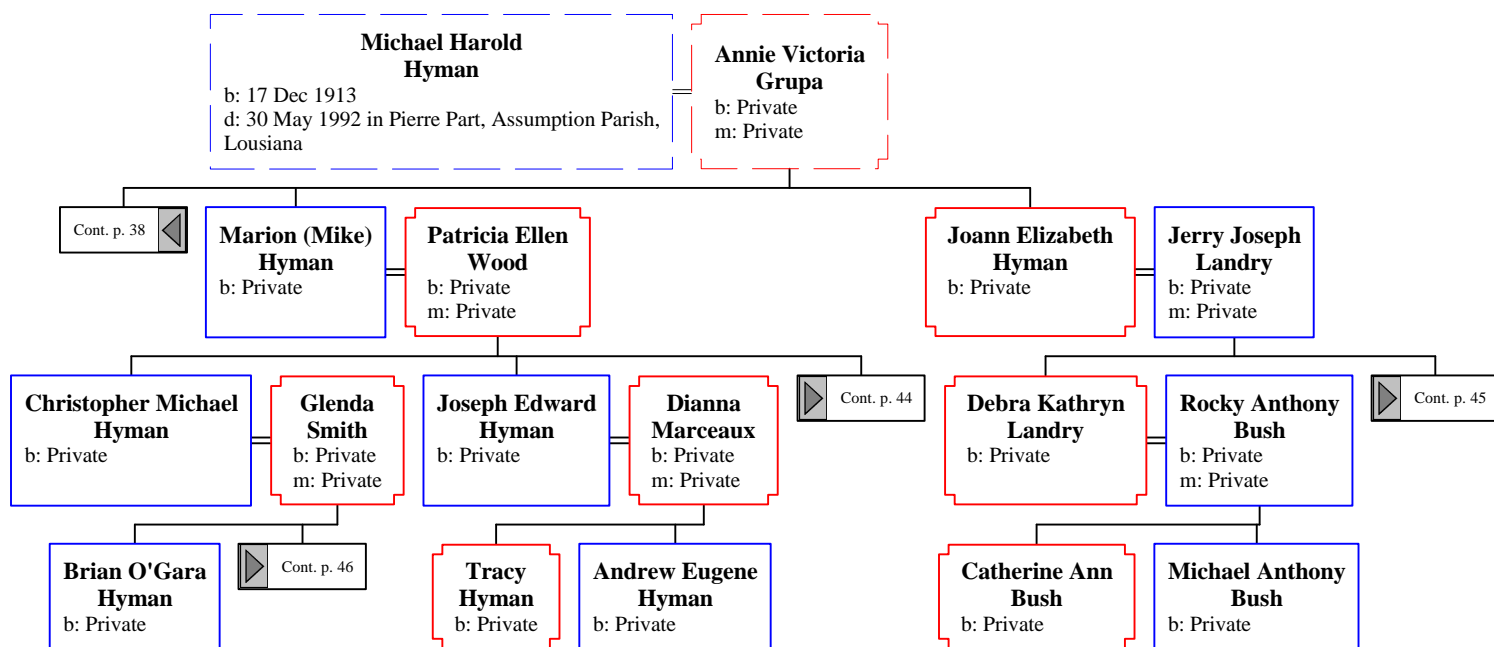 Michael Harold
Hyman
b: 17 Dec 1913
d: 30 May 1992 in Pierre Part, Assumption Parish,
Lousiana
Annie Victoria
Grupa
b: Private
m: Private
Cont. p. 38
Marion (Mike)
Hyman
b: Private
Patricia Ellen
Wood
b: Private
m: Private
Joann Elizabeth
Hyman
b: Private
Jerry Joseph
Landry
b: Private
m: Private
Christopher Michael
Hyman
b: Private
Glenda
Smith
b: Private
m: Private
Joseph Edward
Hyman
b: Private
Dianna
Marceaux
b: Private
m: Private
Cont. p. 44
Debra Kathryn
Landry
b: Private
Rocky Anthony
Bush
b: Private
m: Private
Cont. p. 45
Brian O'Gara
Hyman
b: Private
Cont. p. 46
Tracy
Hyman
b: Private
Andrew Eugene
Hyman
b: Private
Catherine Ann
Bush
b: Private
Michael Anthony
Bush
b: Private